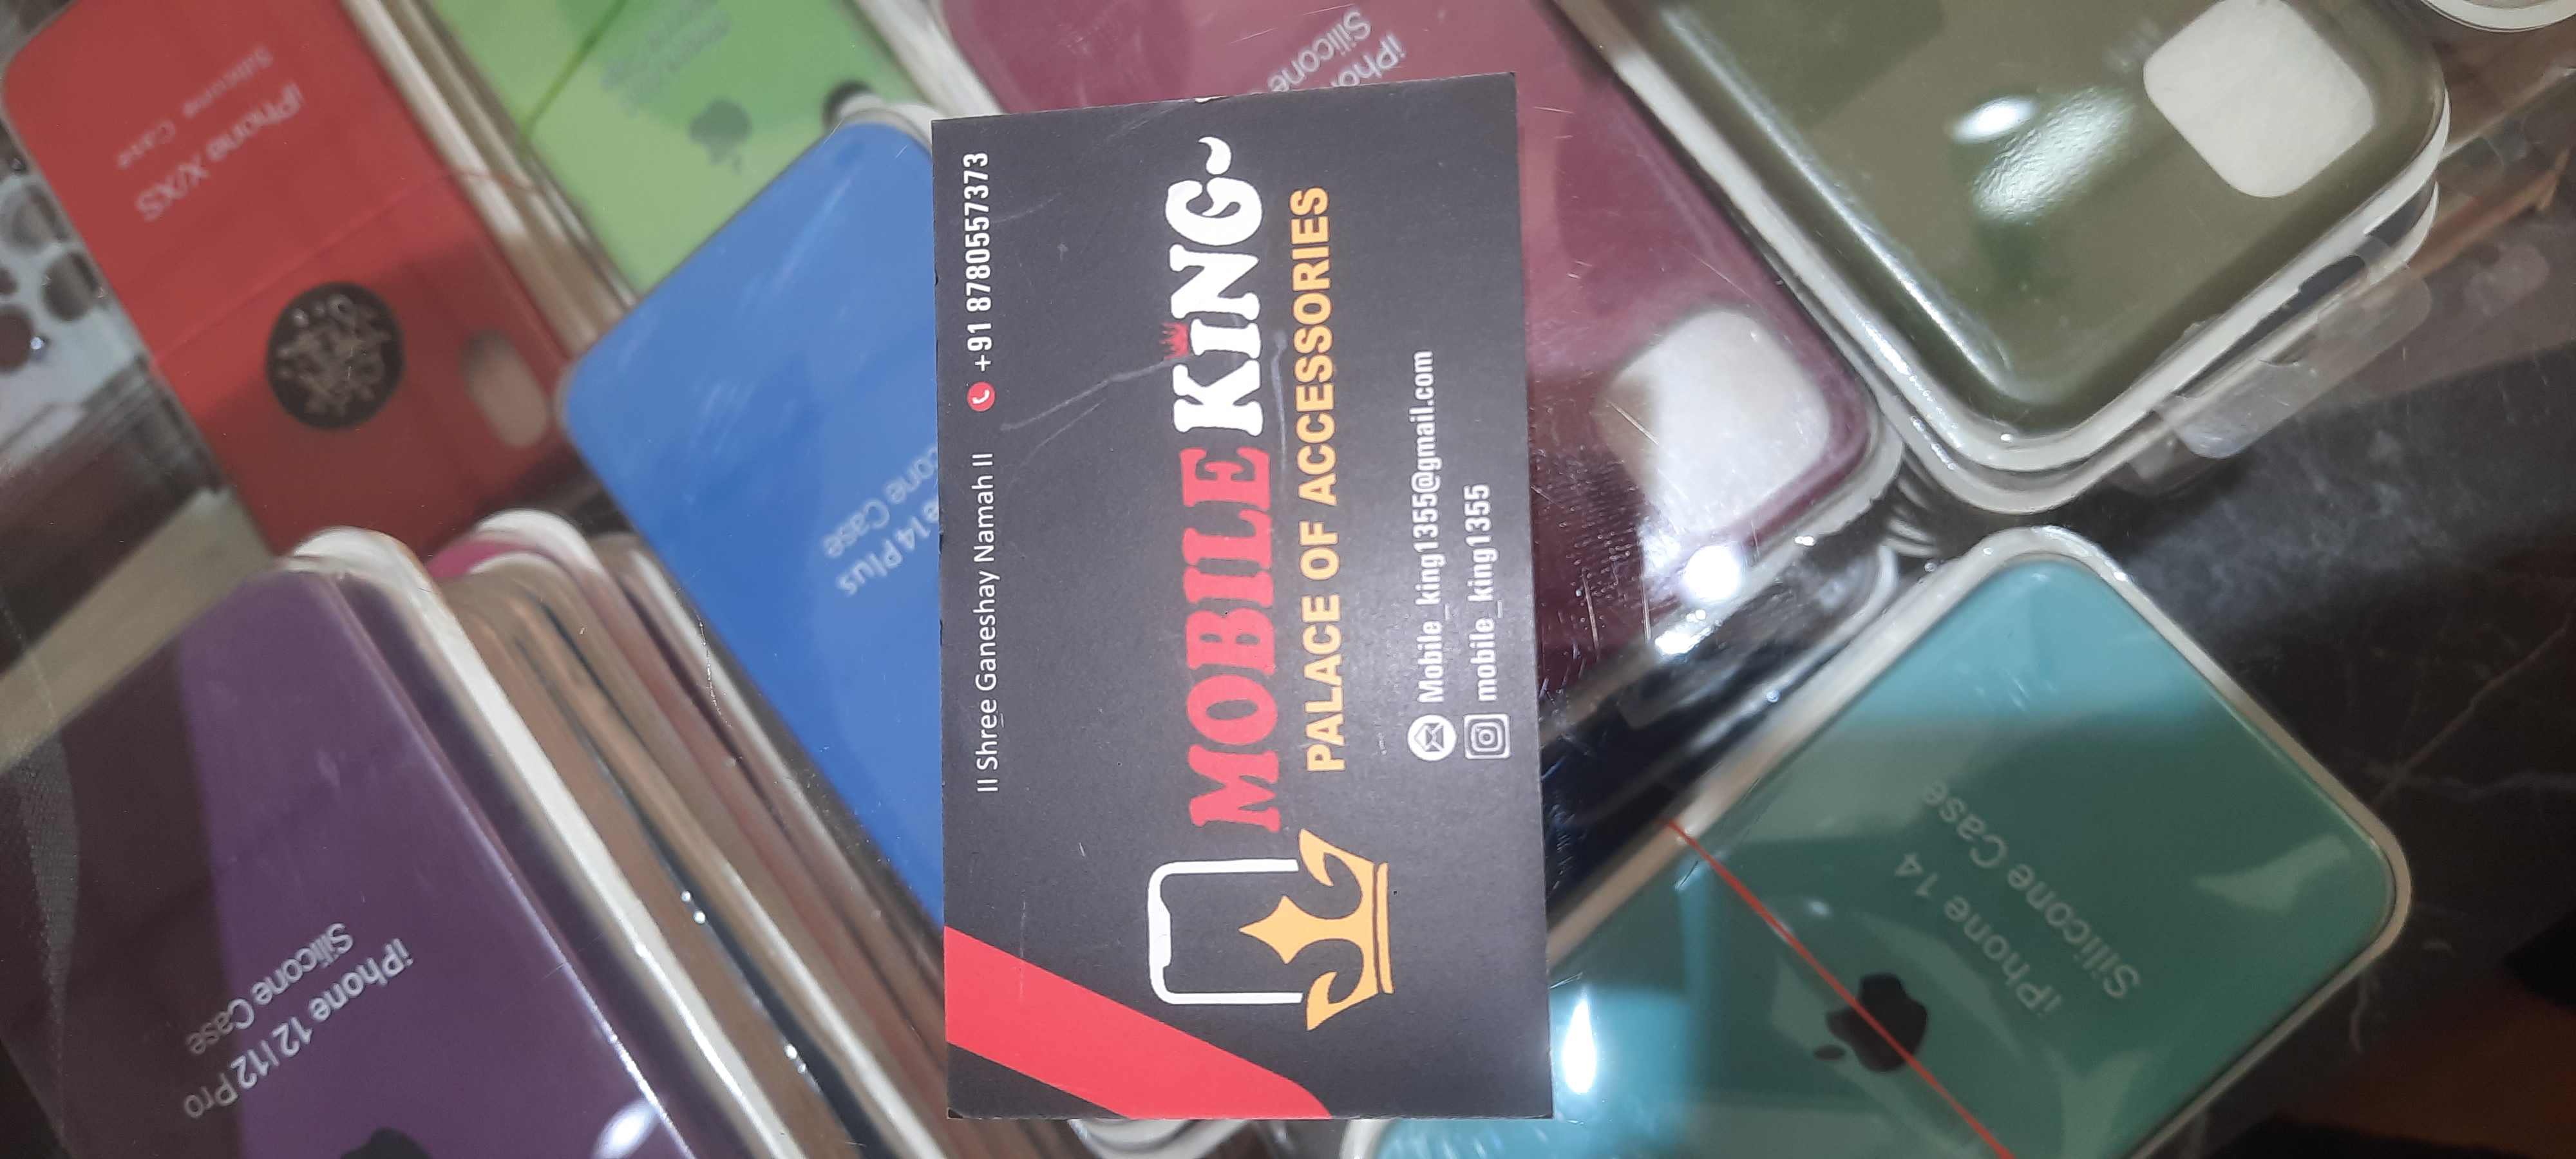 iPhone 12 / 12 Pro
Silicone Case
iPhone X/XS
Silicone Case
14 Plus
Case
II Shree Ganeshay Namah II
+91 8780557373
MOBILE KiNG
PALACE OF ACCESSORIES
Mobile_king1355@gmail.com
mobile_king1355
Silicone
iPhone 14
Silicone Case